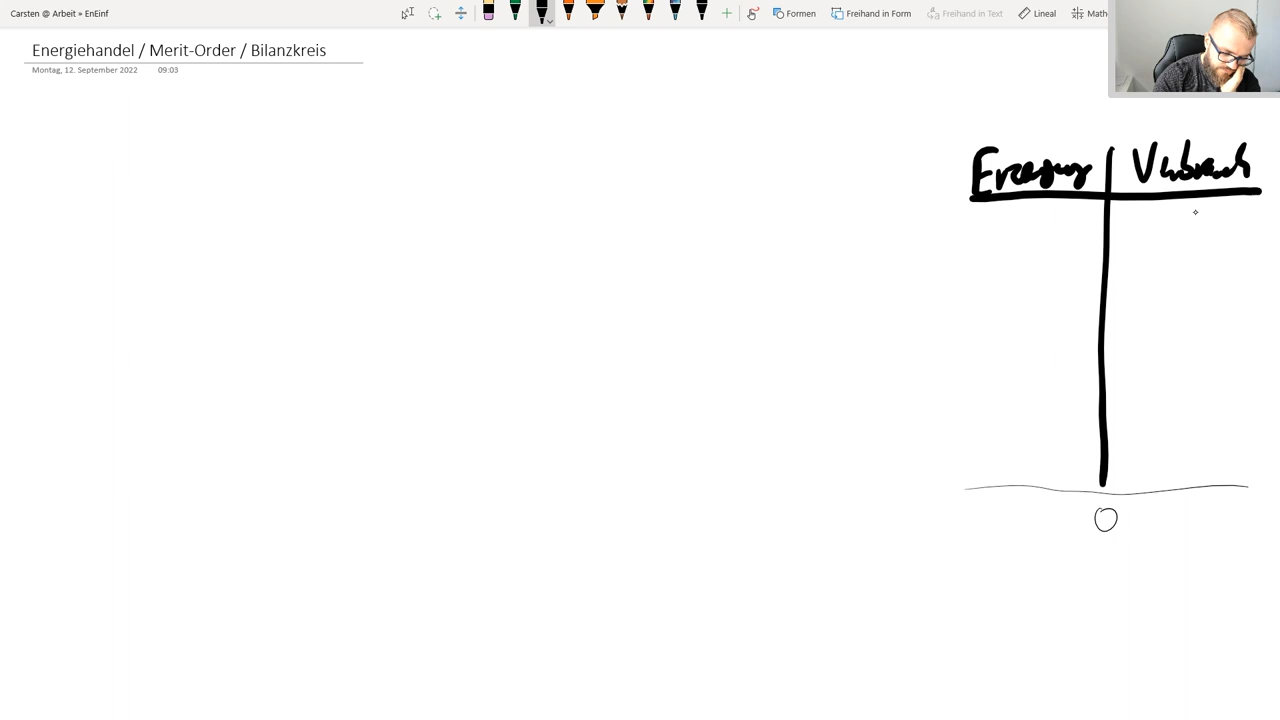 Carsten @ Arbeit » EnEinf
Formen Freihand in Form Freihand in Text Lineal Math
Energiehandel / Merit-Order / Bilanzkreis
Montag, 12. September 2022 09:03
Erzeugung Verbrauch
0